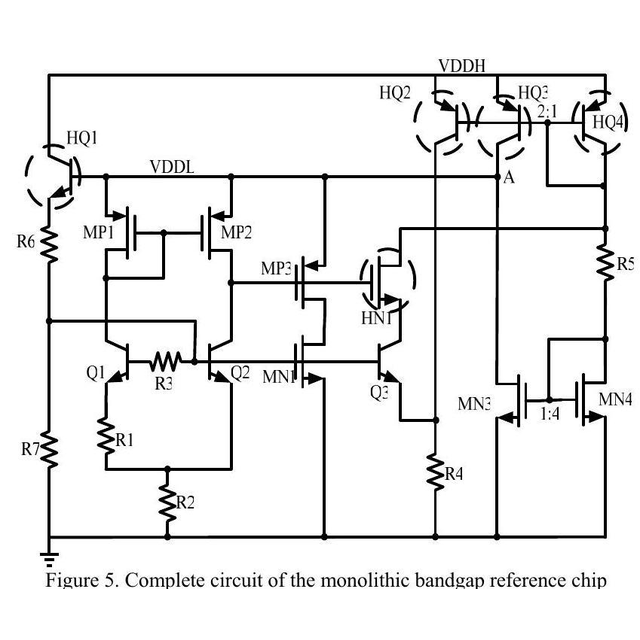 VDDH
HQ2
HQ3
2:1
HQ4
HQ1
VDDL
A
MP1
MP2
R6
MP3
R5
HN1
Q1
R3
Q2
MN1
Q3
MN3
1:4
MN4
R1
R7
R4
R2
Figure 5. Complete circuit of the monolithic bandgap reference chip